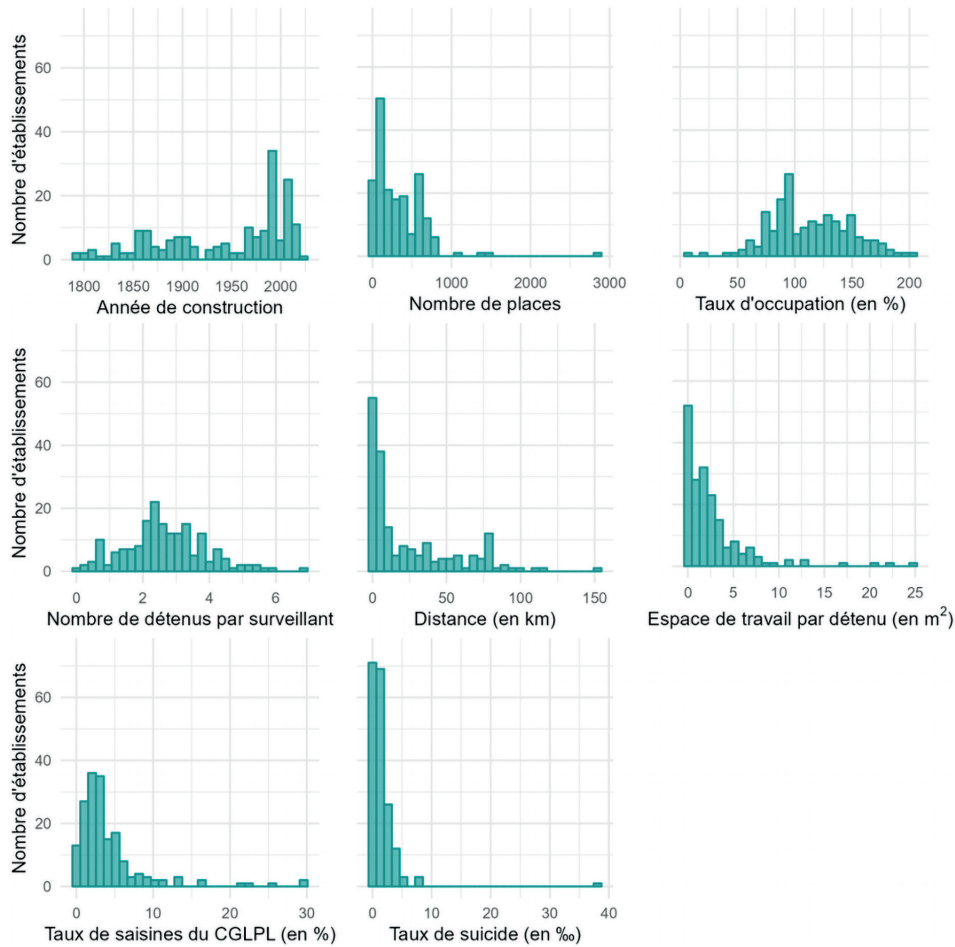 Nombre d'établissements
60
40
20
0
1800 1850 1900 1950 2000
Année de construction
0 1000 2000 3000
Nombre de places
0 50 100 150 200
Taux d'occupation (en %)
Nombre d'établissements
60
40
20
0
0 2 4 6
Nombre de détenus par surveillant
0 50 100 150
Distance (en km)
0 5 10 15 20 25
Espace de travail par détenu (en m²)
Nombre d'établissements
60
40
20
0
0 10 20 30
Taux de saisines du CGLPL (en %)
0 10 20 30 40
Taux de suicide (en ‰)